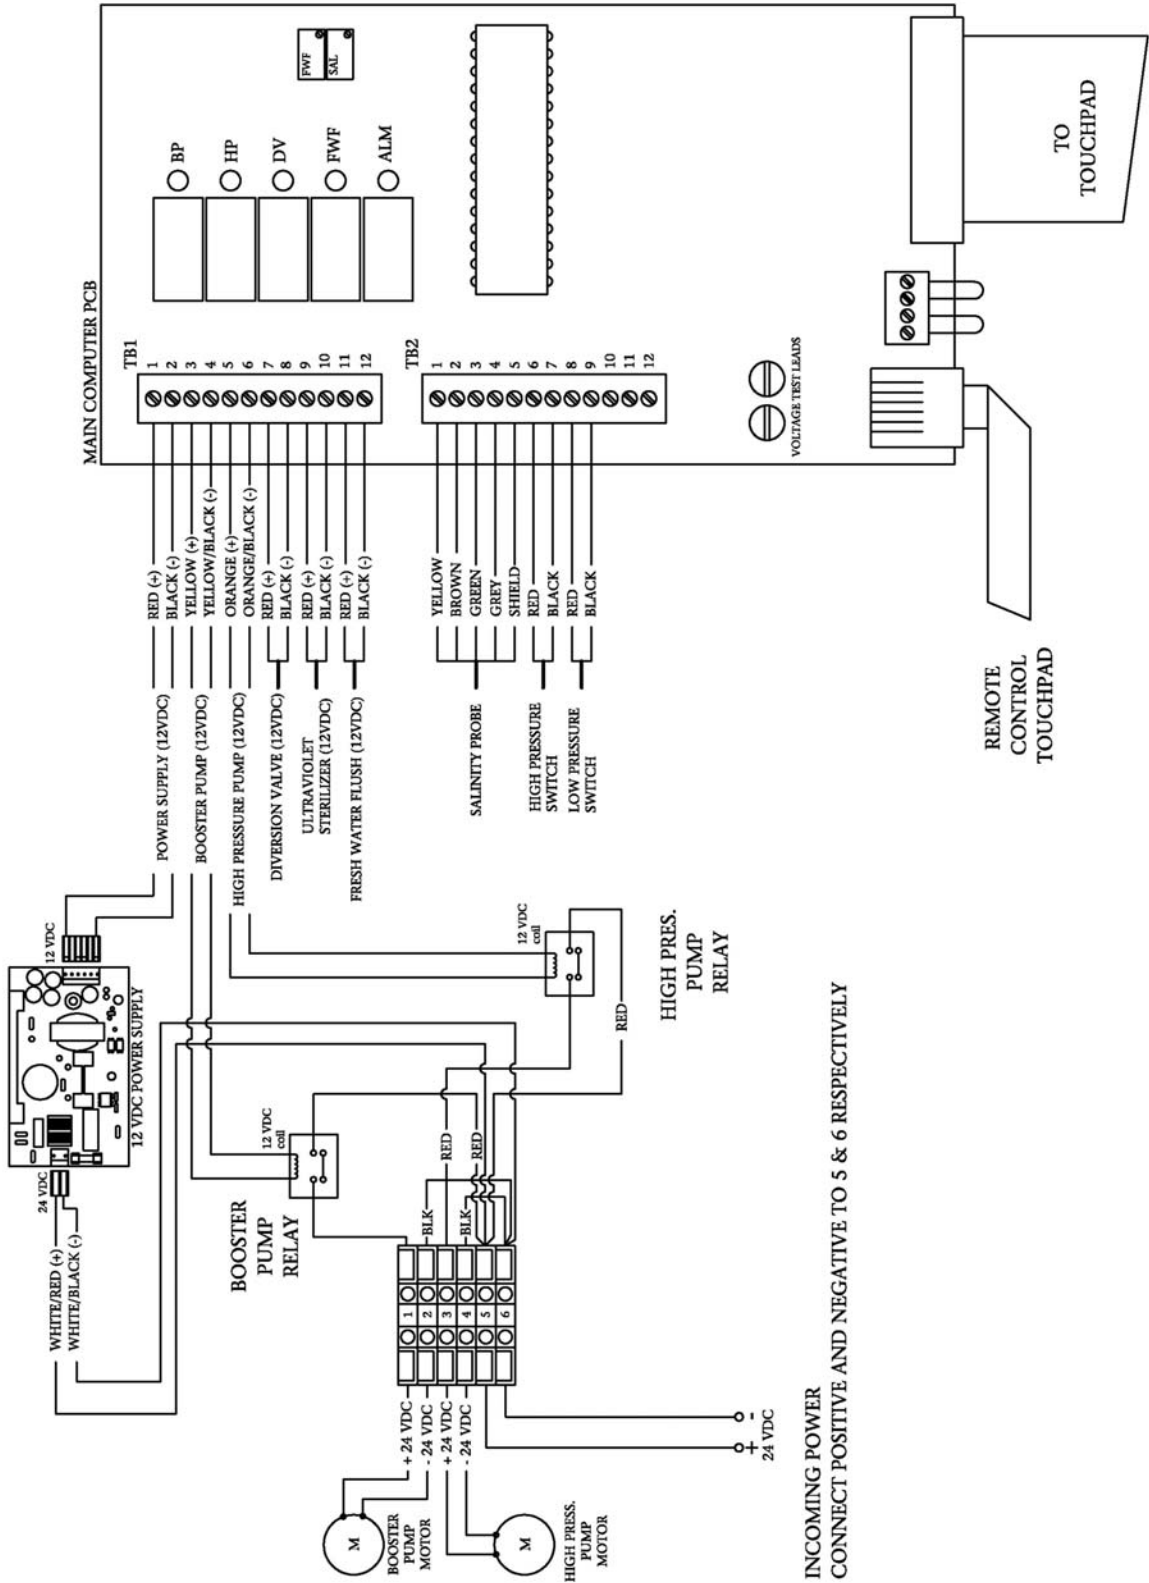 MAIN COMPUTER PCB
FWF
SAL
BP
HP
DV
FWF
ALM
TB1
1
2
3
4
5
6
7
8
9
10
11
12
TB2
1
2
3
4
5
6
7
8
9
10
11
12
VOLTAGE TEST LEADS
TO
TOUCHPAD
REMOTE
CONTROL
TOUCHPAD
RED (+)
BLACK (-)
YELLOW (+)
YELLOW/BLACK (-)
ORANGE (+)
ORANGE/BLACK (-)
RED (+)
BLACK (-)
RED (+)
BLACK (-)
RED (+)
BLACK (-)
YELLOW
BROWN
GREEN
GREY
SHIELD
RED
BLACK
RED
BLACK
POWER SUPPLY (12VDC)
BOOSTER PUMP (12VDC)
HIGH PRESSURE PUMP (12VDC)
DIVERSION VALVE (12VDC)
ULTRAVIOLET
STERILIZER (12VDC)
FRESH WATER FLUSH (12VDC)
SALINITY PROBE
HIGH PRESSURE
SWITCH
LOW PRESSURE
SWITCH
12 VDC
12 VDC POWER SUPPLY
24 VDC
WHITE/RED (+)
WHITE/BLACK (-)
12 VDC
coil
HIGH PRES.
PUMP
RELAY
RED
12 VDC
coil
BOOSTER
PUMP
RELAY
BLK
RED
BLK
RED
1
2
3
4
5
6
+ 24 VDC
- 24 VDC
+ 24 VDC
- 24 VDC
M
BOOSTER
PUMP
MOTOR
M
HIGH PRESS.
PUMP
MOTOR
+ -
24 VDC
INCOMING POWER
CONNECT POSITIVE AND NEGATIVE TO 5 & 6 RESPECTIVELY